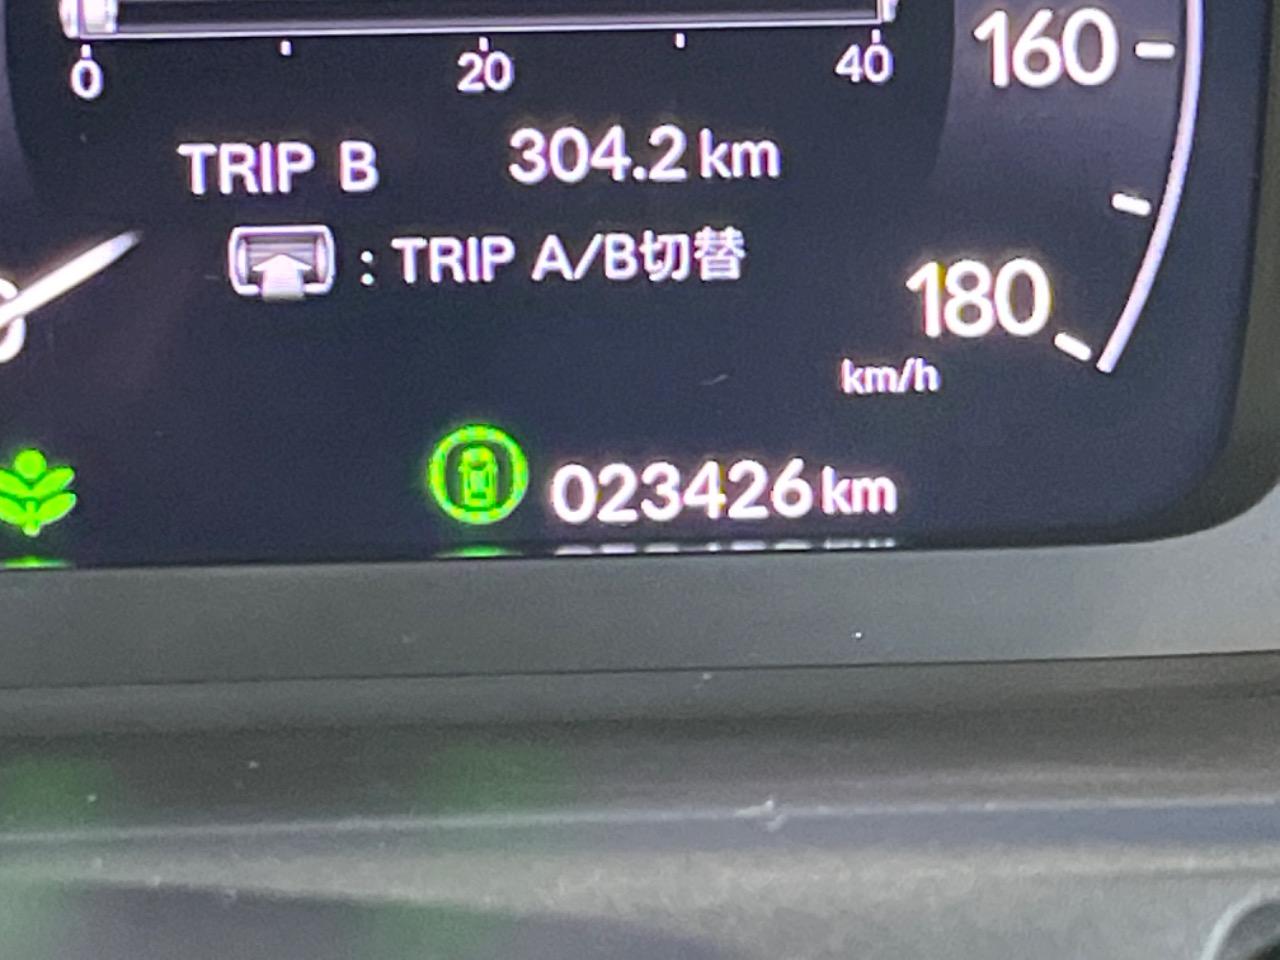 0 20 40
160
TRIP B 304.2 km
: TRIP A/B切替
180
km/h
023426 km